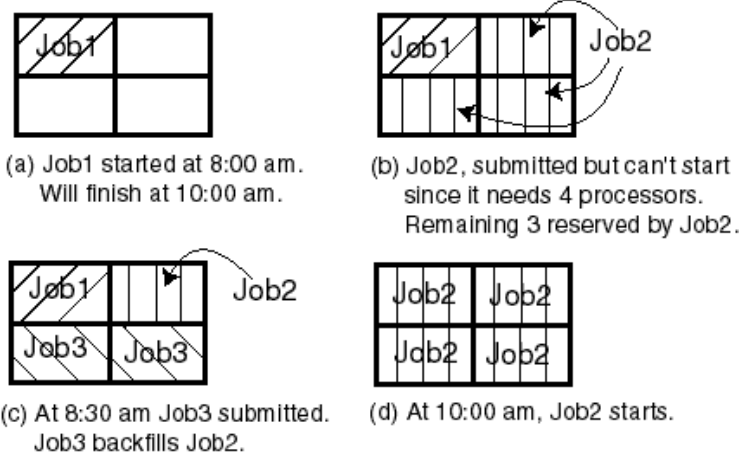 Job1
Job1
Job2
(a) Job1 started at 8:00 am.
Will finish at 10:00 am.
(b) Job2, submitted but can't start
since it needs 4 processors.
Remaining 3 reserved by Job2.
Job1
Job2
Job3 Job3
Job2 Job2
Job2 Job2
(c) At 8:30 am Job3 submitted.
Job3 backfills Job2.
(d) At 10:00 am, Job2 starts.